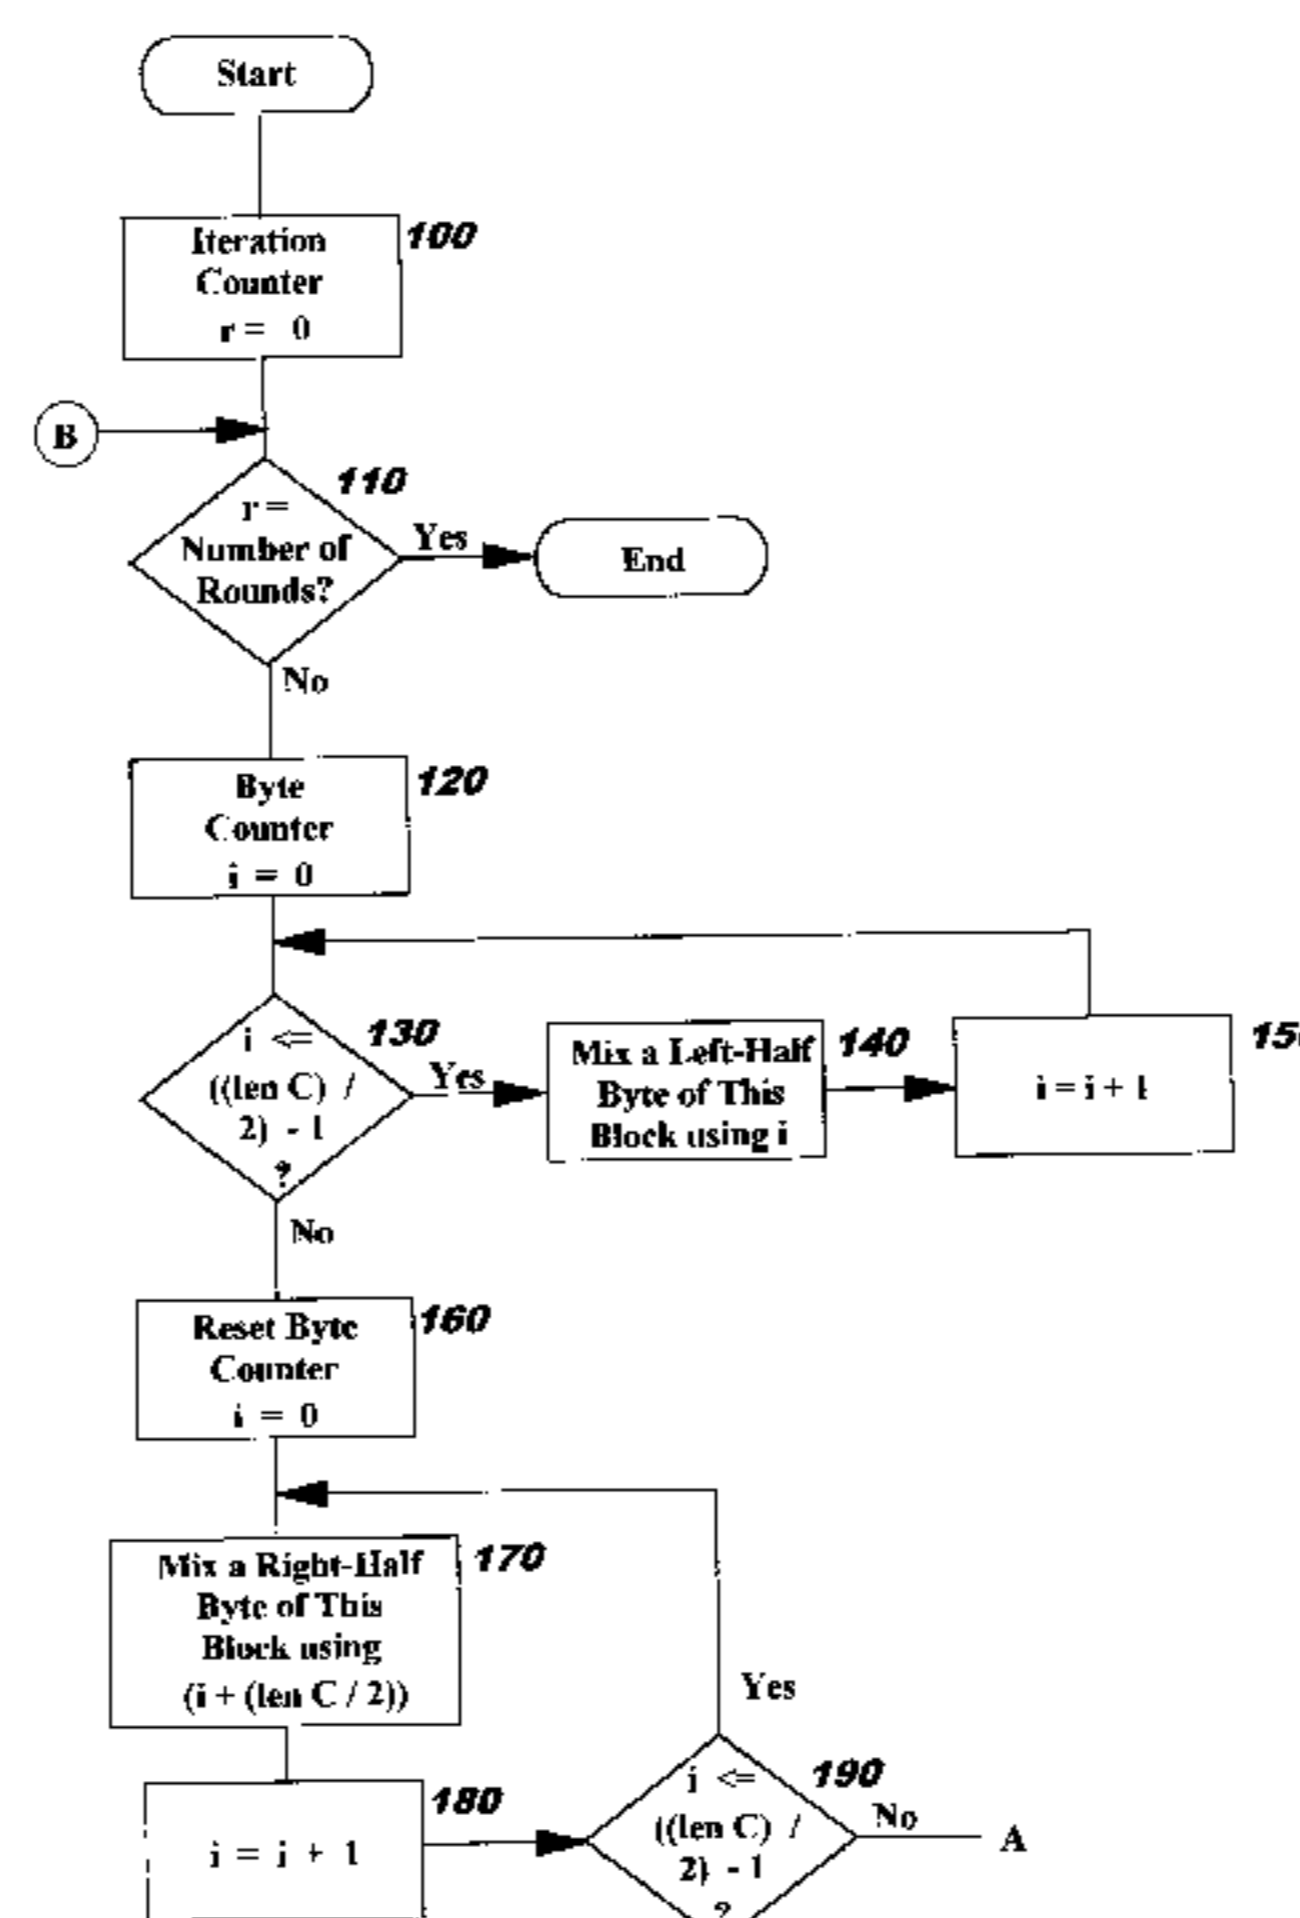 Start
Iteration
Counter
r = 0
100
B
110
r =
Number of
Rounds?
Yes
End
No
Byte
Counter
i = 0
120
i <=
((len C) /
2) - 1
?
130
Yes
Mix a Left-Half
Byte of This
Block using i
140
i = i + 1
No
Reset Byte
Counter
i = 0
160
Mix a Right-Half
Byte of This
Block using
(i + (len C / 2))
170
Yes
i = i + 1
180
i <=
((len C) /
2) - 1
?
190
No
A